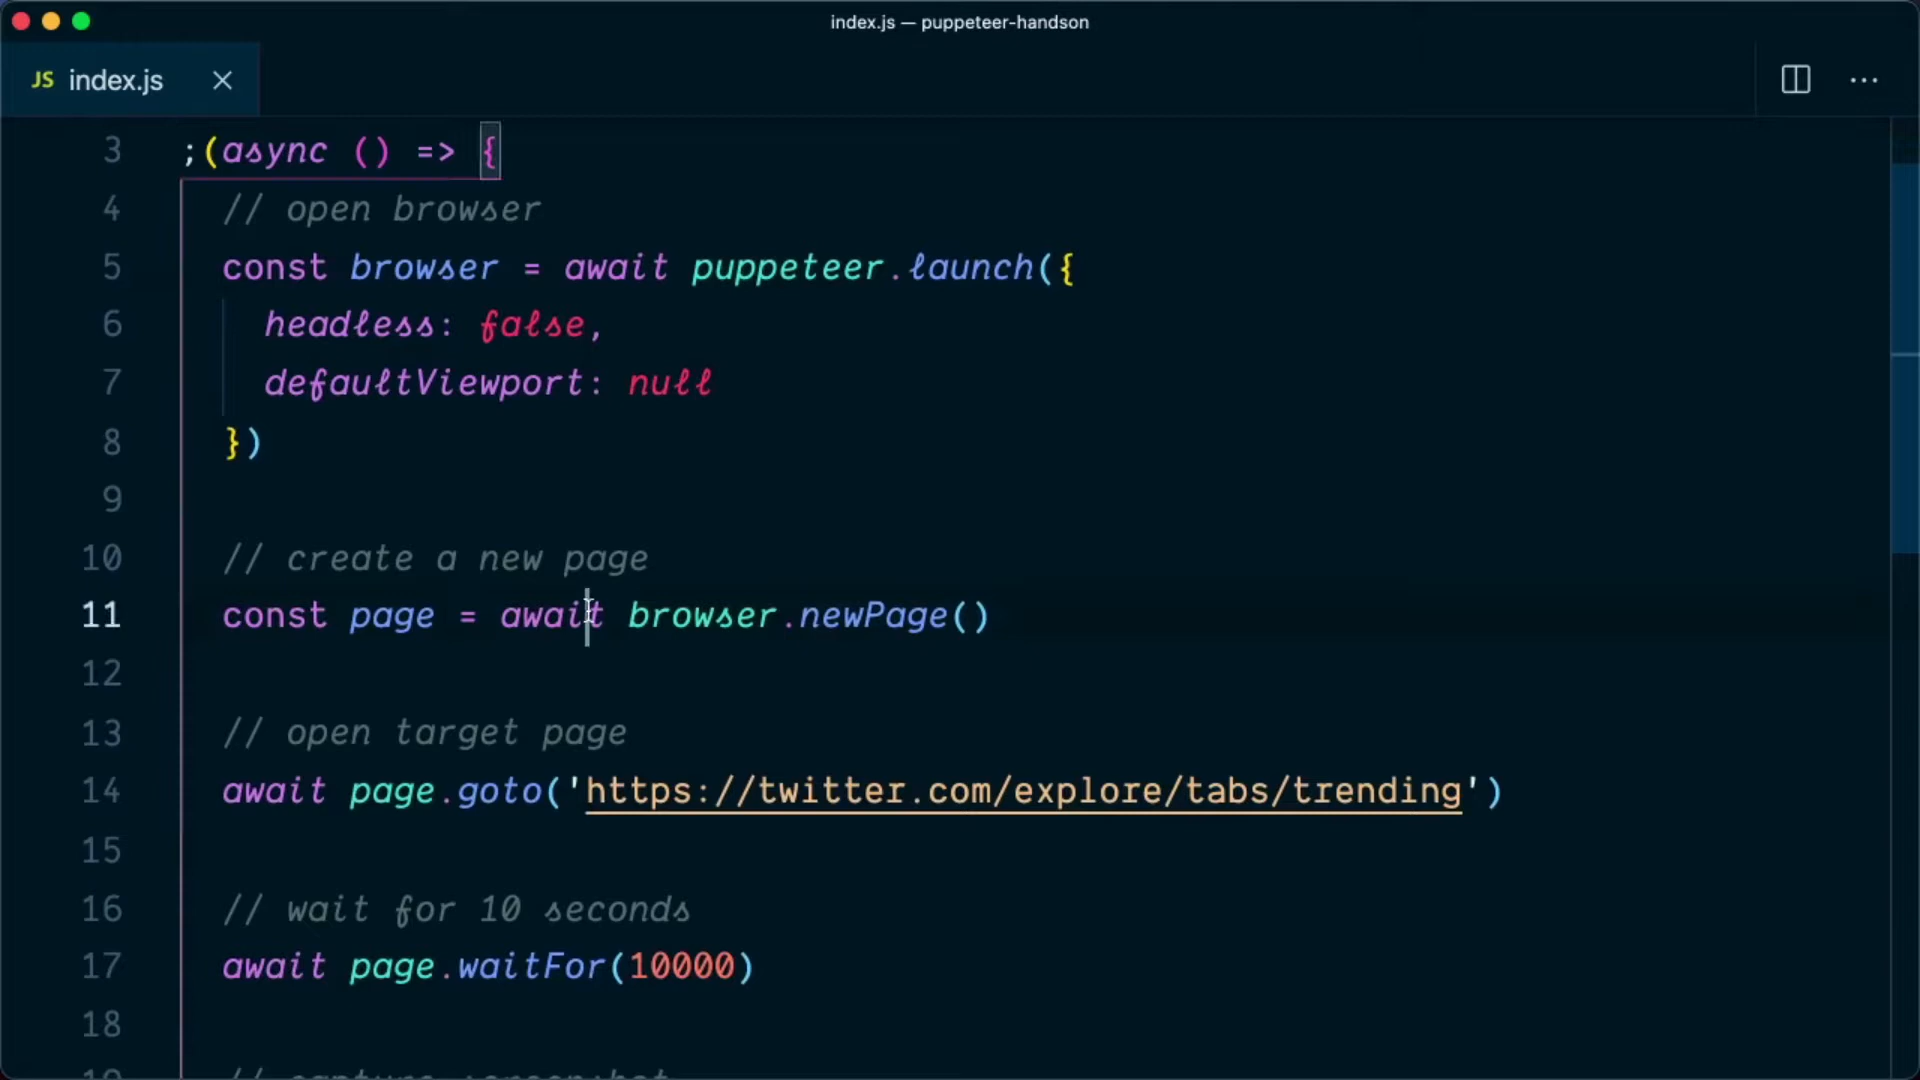 index.js — puppeteer-handson
JS index.js
3 ;(async () => {
4 // open browser
5 const browser = await puppeteer.launch({
6 headless: false,
7 defaultViewport: null
8 })
9
10 // create a new page
11 const page = await browser.newPage()
12
13 // open target page
14 await page.goto('https://twitter.com/explore/tabs/trending')
15
16 // wait for 10 seconds
17 await page.waitFor(10000)
18
19 // capture screenshot